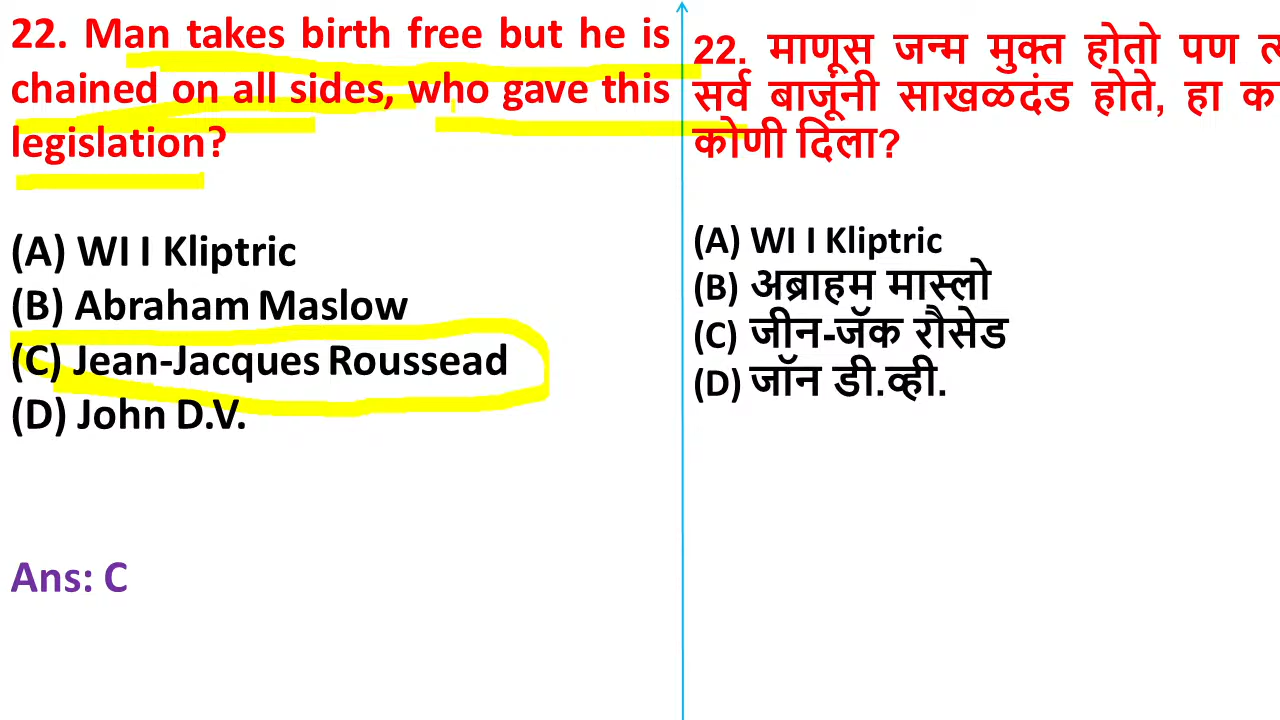 22. Man takes birth free but he is
chained on all sides, who gave this
legislation?
(A) WI I Kliptric
(B) Abraham Maslow
(C) Jean-Jacques Roussead
(D) John D.V.
Ans: C
22. माणूस जन्म मुक्त होतो पण
सर्व बाजूंनी साखळदंड होते, हा
कोणी दिला?
(A) WI I Kliptric
(B) अब्राहम मास्लो
(C) जीन-जॅक रौसेड
(D) जॉन डी.व्ही.